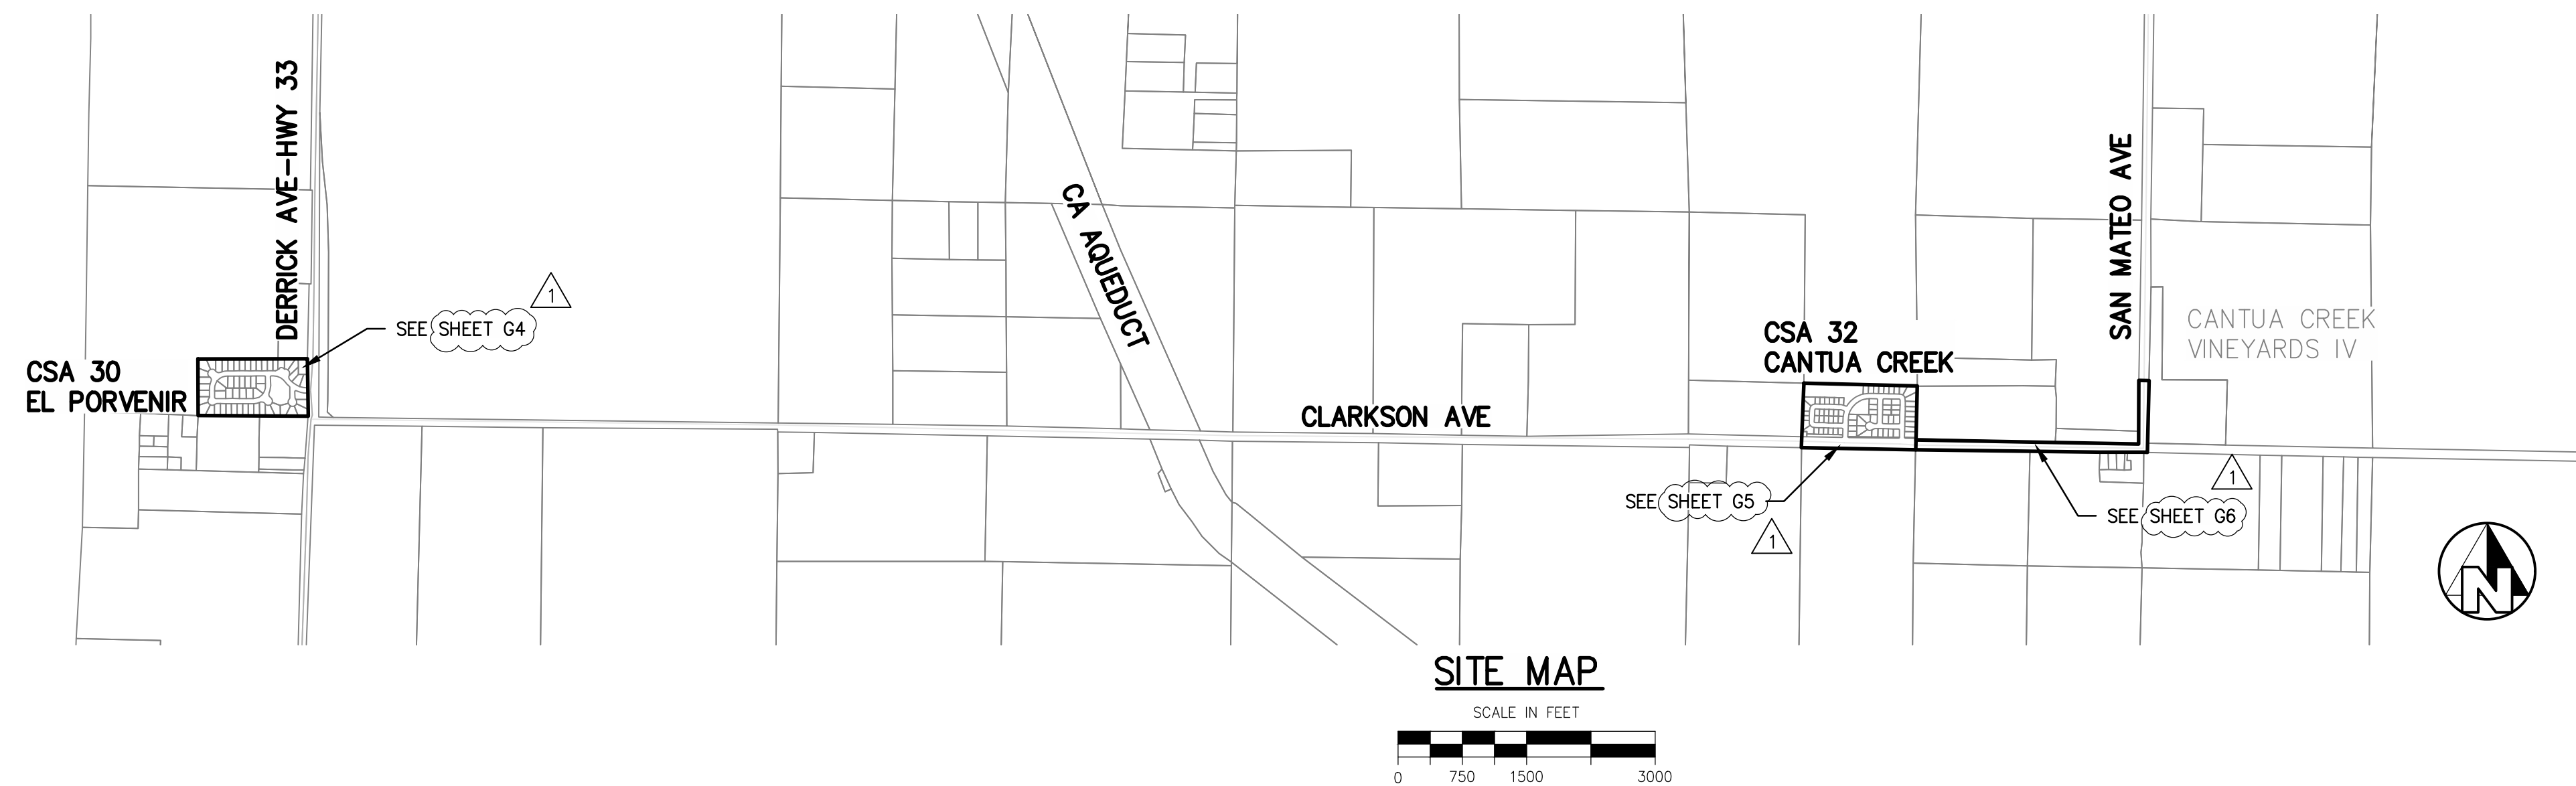 DERRICK AVE-HWY 33
SEE SHEET G4
1
CSA 30
EL PORVENIR
CA AQUEDUCT
CLARKSON AVE
CSA 32
CANTUA CREEK
SAN MATEO AVE
CANTUA CREEK
VINEYARDS IV
SEE SHEET G5
1
SEE SHEET G6
1
N
SITE MAP
SCALE IN FEET
0 750 1500 3000